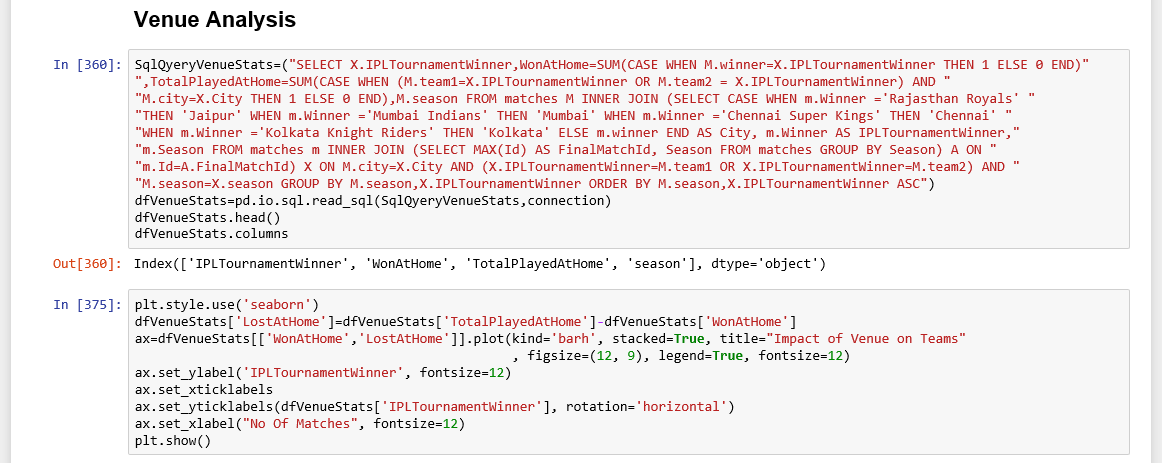 Venue Analysis
In [360]: SqlQyeryVenueStats=("SELECT X.IPLTournamentWinner,WonAtHome=SUM(CASE WHEN M.winner=X.IPLTournamentWinner THEN 1 ELSE 0 END)"
",TotalPlayedAtHome=SUM(CASE WHEN (M.team1=X.IPLTournamentWinner OR M.team2 = X.IPLTournamentWinner) AND "
"M.city=X.City THEN 1 ELSE 0 END),M.season FROM matches M INNER JOIN (SELECT CASE WHEN m.Winner ='Rajasthan Royals' "
"THEN 'Jaipur' WHEN m.Winner ='Mumbai Indians' THEN 'Mumbai' WHEN m.Winner ='Chennai Super Kings' THEN 'Chennai' "
"WHEN m.Winner ='Kolkata Knight Riders' THEN 'Kolkata' ELSE m.winner END AS City, m.Winner AS IPLTournamentWinner,"
"m.Season FROM matches m INNER JOIN (SELECT MAX(Id) AS FinalMatchId, Season FROM matches GROUP BY Season) A ON "
"m.Id=A.FinalMatchId) X ON M.city=X.City AND (X.IPLTournamentWinner=M.team1 OR X.IPLTournamentWinner=M.team2) AND "
"M.season=X.season GROUP BY M.season,X.IPLTournamentWinner ORDER BY M.season,X.IPLTournamentWinner ASC")
dfVenueStats=pd.io.sql.read_sql(SqlQyeryVenueStats,connection)
dfVenueStats.head()
dfVenueStats.columns
Out[360]: Index(['IPLTournamentWinner', 'WonAtHome', 'TotalPlayedAtHome', 'season'], dtype='object')
In [375]: plt.style.use('seaborn')
dfVenueStats['LostAtHome']=dfVenueStats['TotalPlayedAtHome']-dfVenueStats['WonAtHome']
ax=dfVenueStats[['WonAtHome','LostAtHome']].plot(kind='barh', stacked=True, title="Impact of Venue on Teams"
, figsize=(12, 9), legend=True, fontsize=12)
ax.set_ylabel('IPLTournamentWinner', fontsize=12)
ax.set_xticklabels
ax.set_yticklabels(dfVenueStats['IPLTournamentWinner'], rotation='horizontal')
ax.set_xlabel("No Of Matches", fontsize=12)
plt.show()